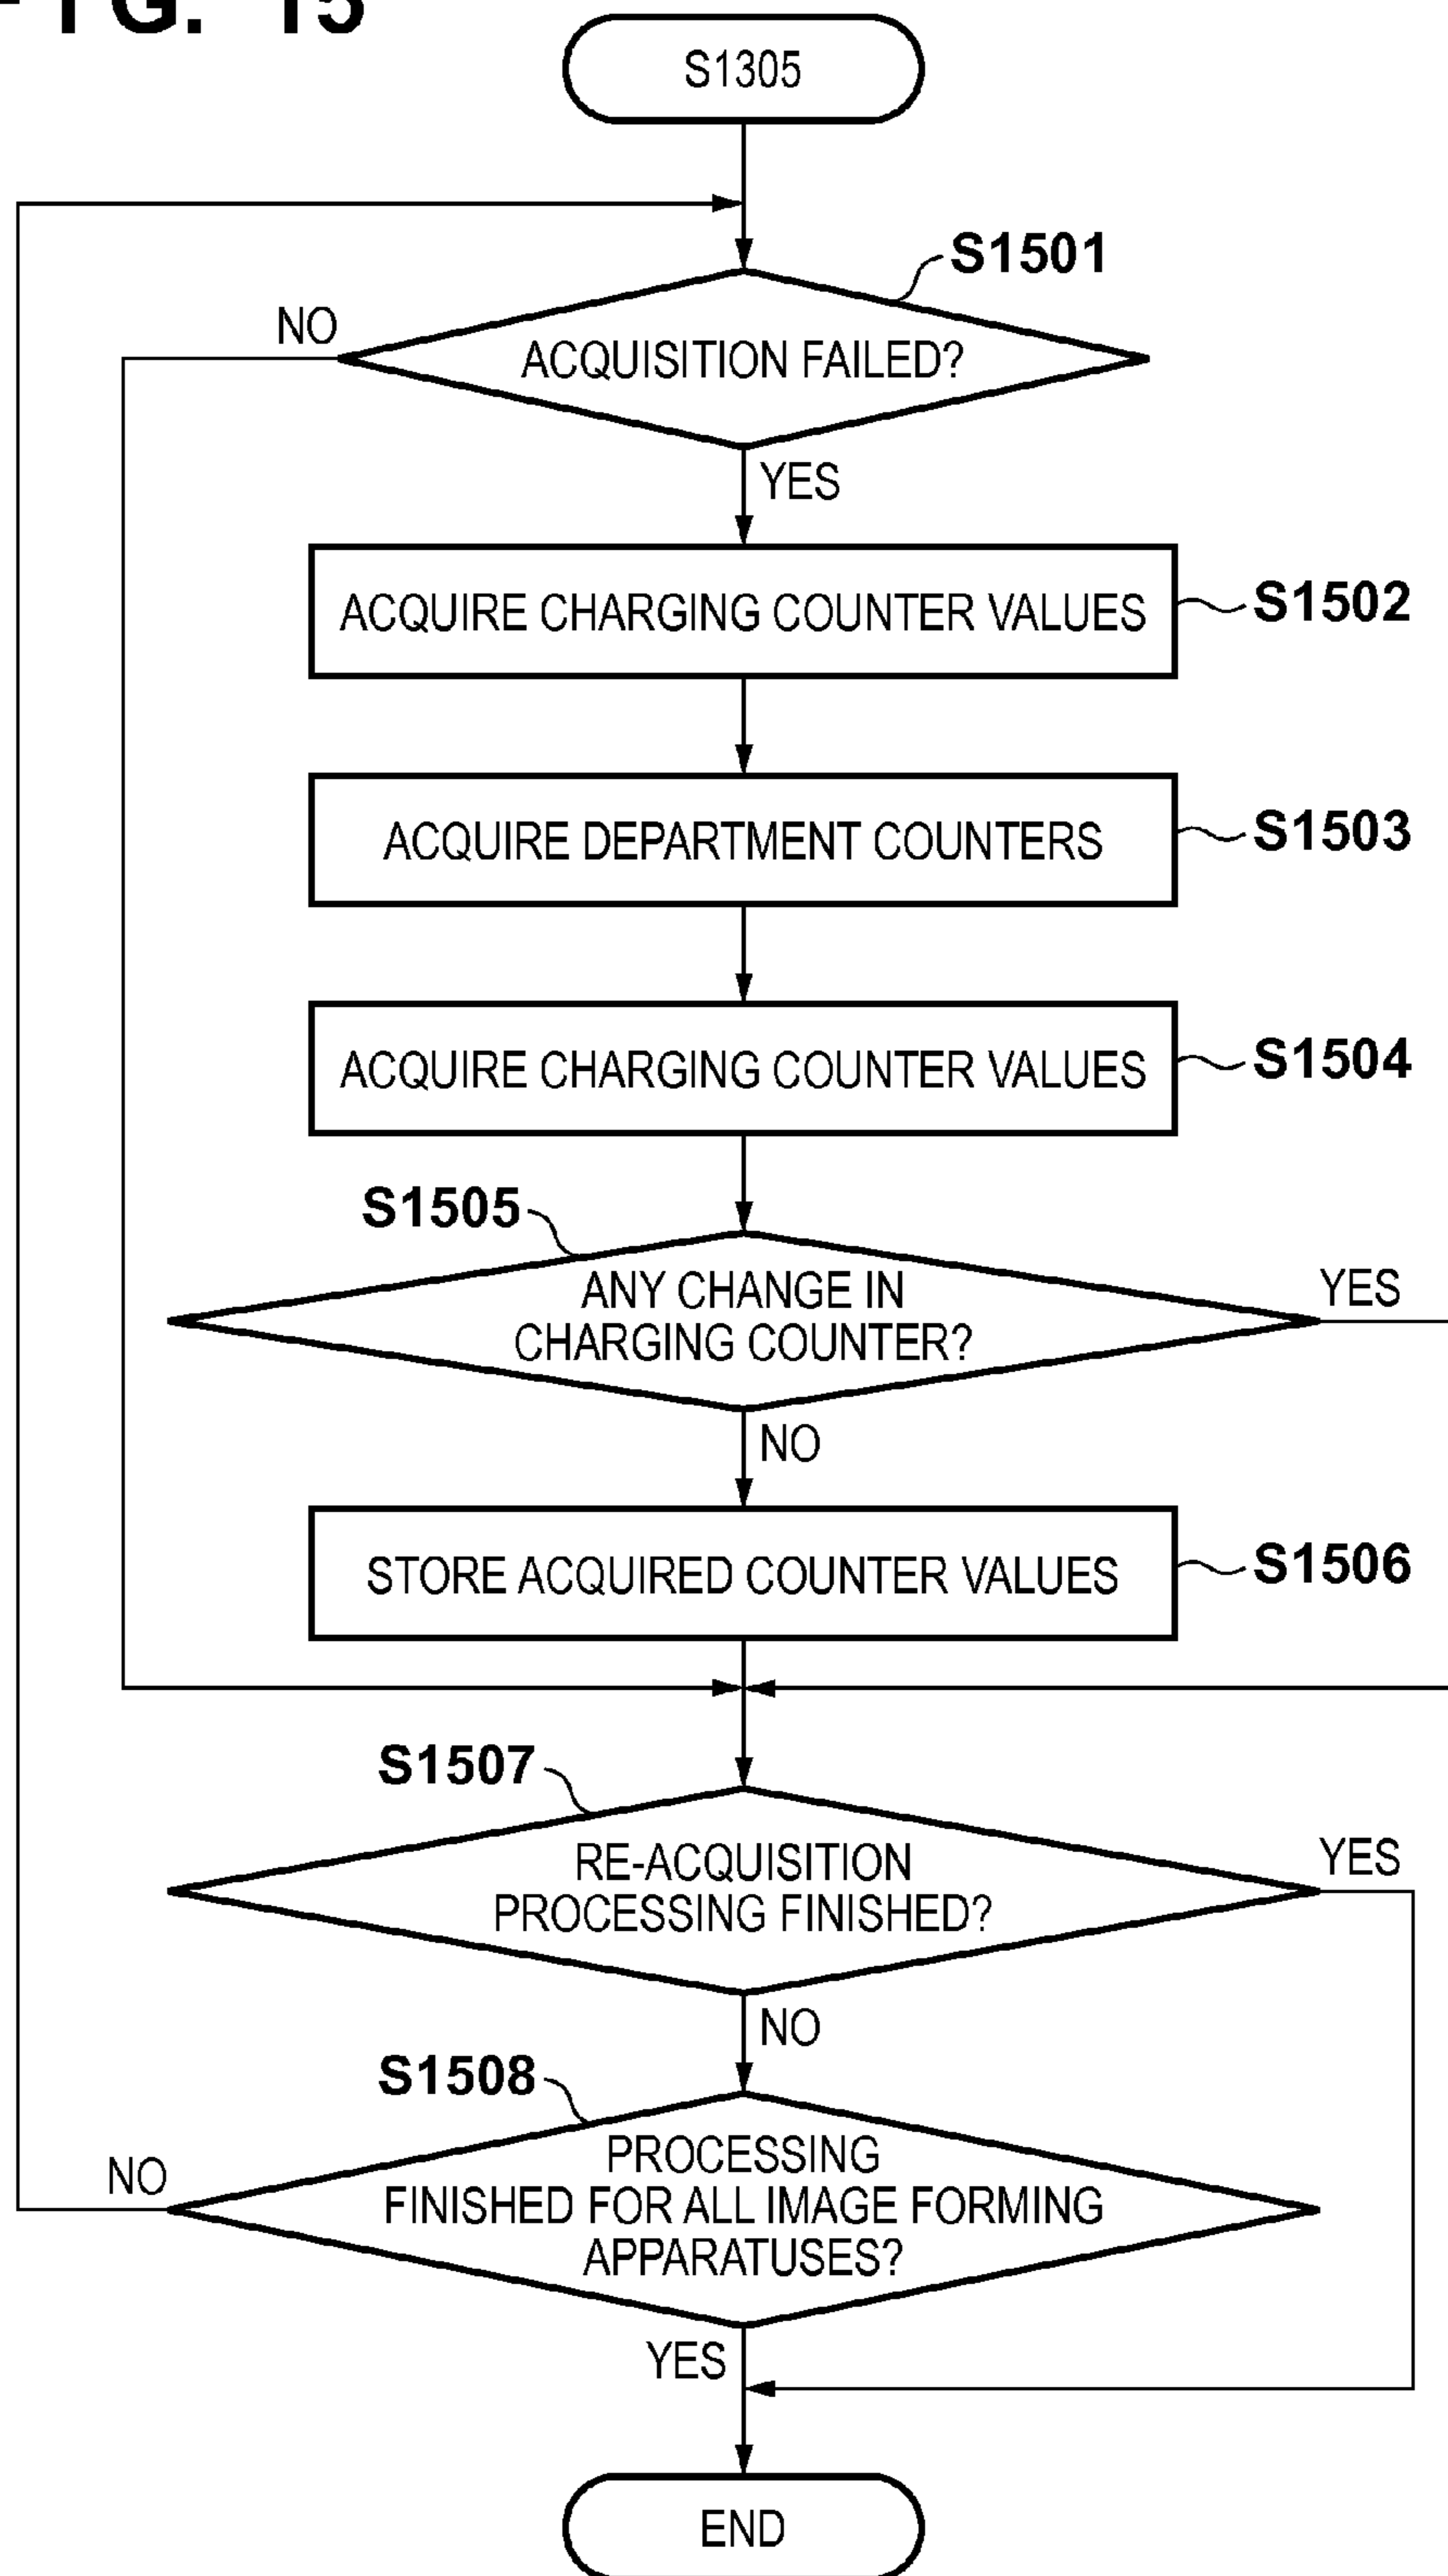 FIG. 15
S1305
S1501
NO
ACQUISITION FAILED?
YES
ACQUIRE CHARGING COUNTER VALUES
S1502
ACQUIRE DEPARTMENT COUNTERS
S1503
ACQUIRE CHARGING COUNTER VALUES
S1504
S1505
ANY CHANGE IN
CHARGING COUNTER?
YES
NO
STORE ACQUIRED COUNTER VALUES
S1506
S1507
RE-ACQUISITION
PROCESSING FINISHED?
YES
NO
S1508
PROCESSING
FINISHED FOR ALL IMAGE FORMING
APPARATUSES?
NO
YES
END